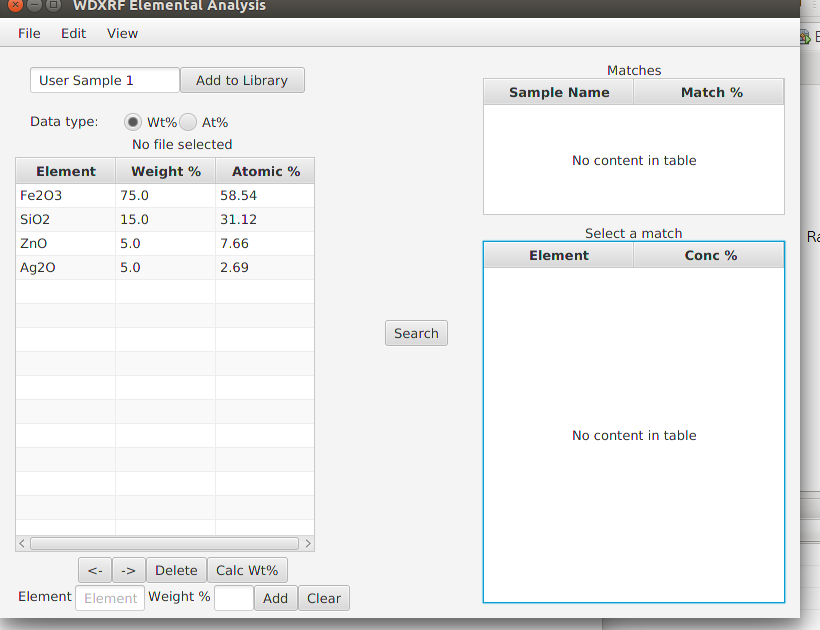 WDXRF Elemental Analysis
File Edit View
User Sample 1 Add to Library
Data type: Wt% At%
No file selected
Element Weight % Atomic %
Fe2O3 75.0 58.54
SiO2 15.0 31.12
ZnO 5.0 7.66
Ag2O 5.0 2.69
<- -> Delete Calc Wt%
Element Element Weight % Add Clear
Search
Matches
Sample Name Match %
No content in table
Select a match
Element Conc %
No content in table